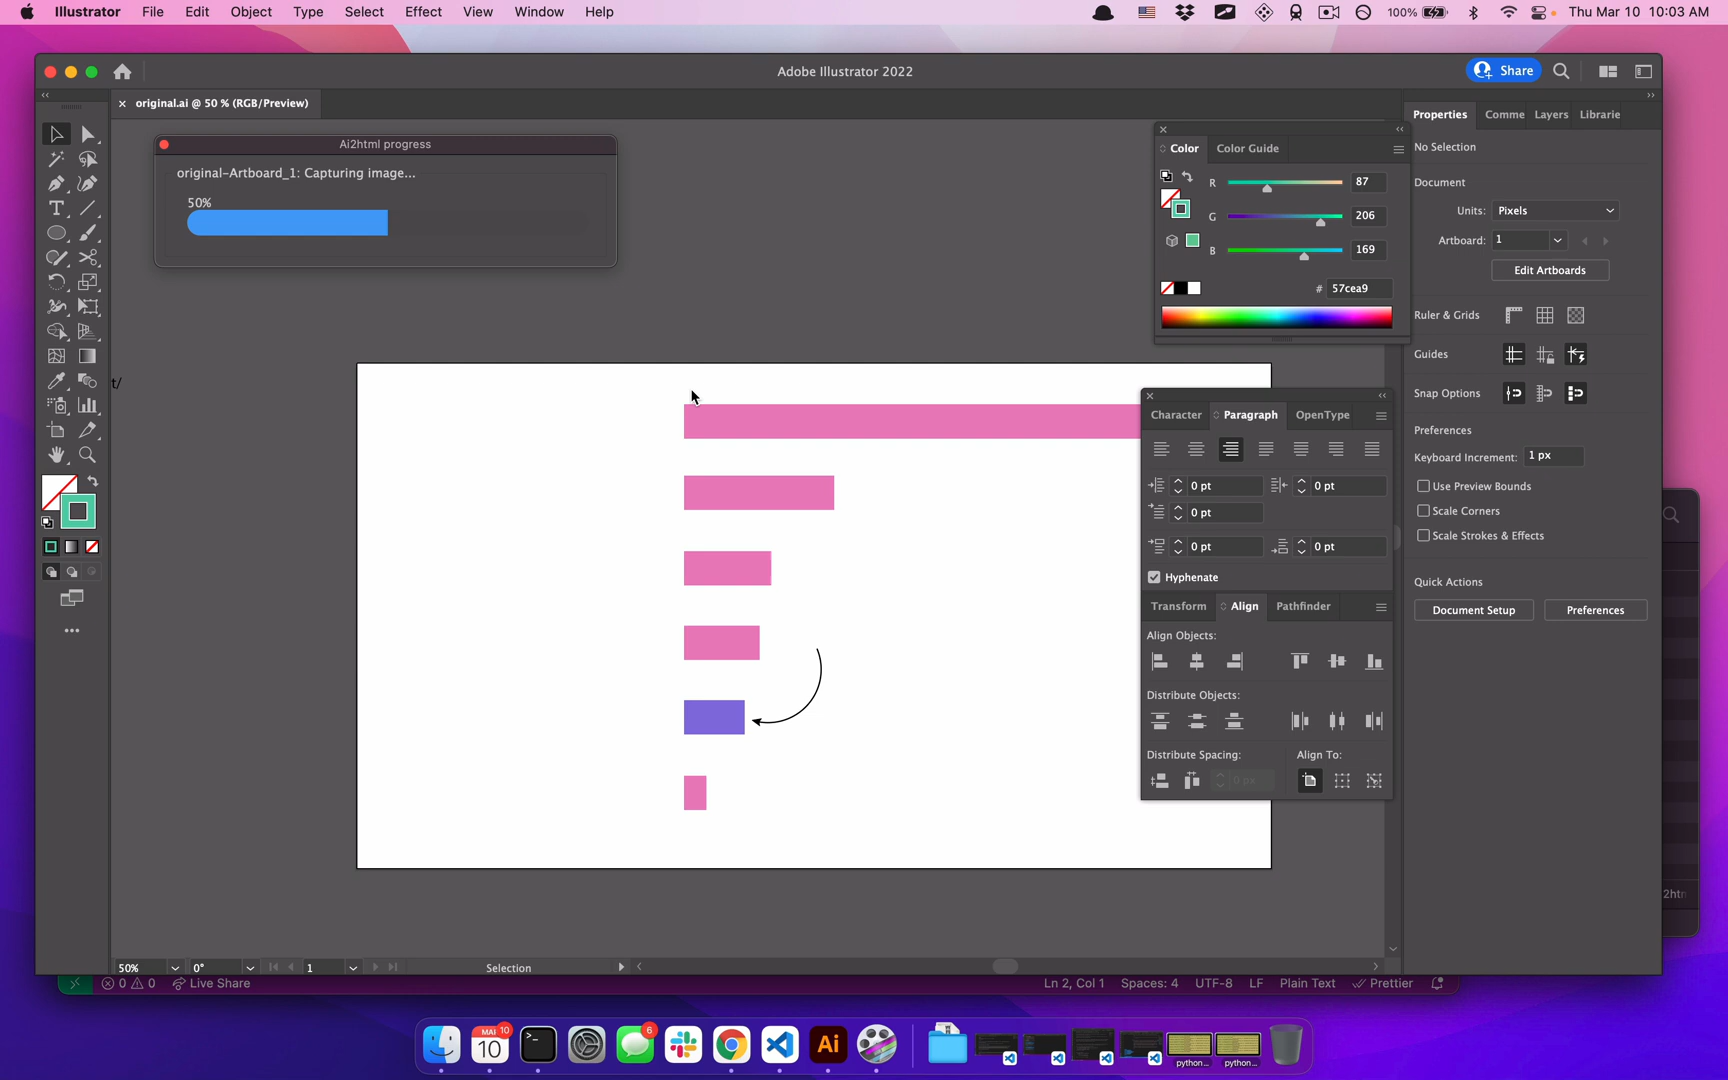 Illustrator File Edit Object Type Select Effect View Window Help 100% Thu Mar 10 10:03 AM
Adobe Illustrator 2022
Share
original.ai @ 50 % (RGB/Preview)
Properties Comme Layers Librarie
Ai2html progress
original-Artboard_1: Capturing image...
50%
t/
Color Color Guide
R 87
G 206
B 169
# 57cea9
Character Paragraph OpenType
0 pt 0 pt
0 pt
0 pt 0 pt
Hyphenate
Transform Align Pathfinder
Align Objects:
Distribute Objects:
Distribute Spacing: Align To:
0 px
No Selection
Document
Units: Pixels
Artboard: 1
Edit Artboards
Ruler & Grids
Guides
Snap Options
Preferences
Keyboard Increment: 1 px
Use Preview Bounds
Scale Corners
Scale Strokes & Effects
Quick Actions
Document Setup Preferences
2htn
50% 0° 1 Selection
0 0 Live Share Ln 2, Col 1 Spaces: 4 UTF-8 LF Plain Text Prettier
MAR 10 6
10
Ai
python... python...